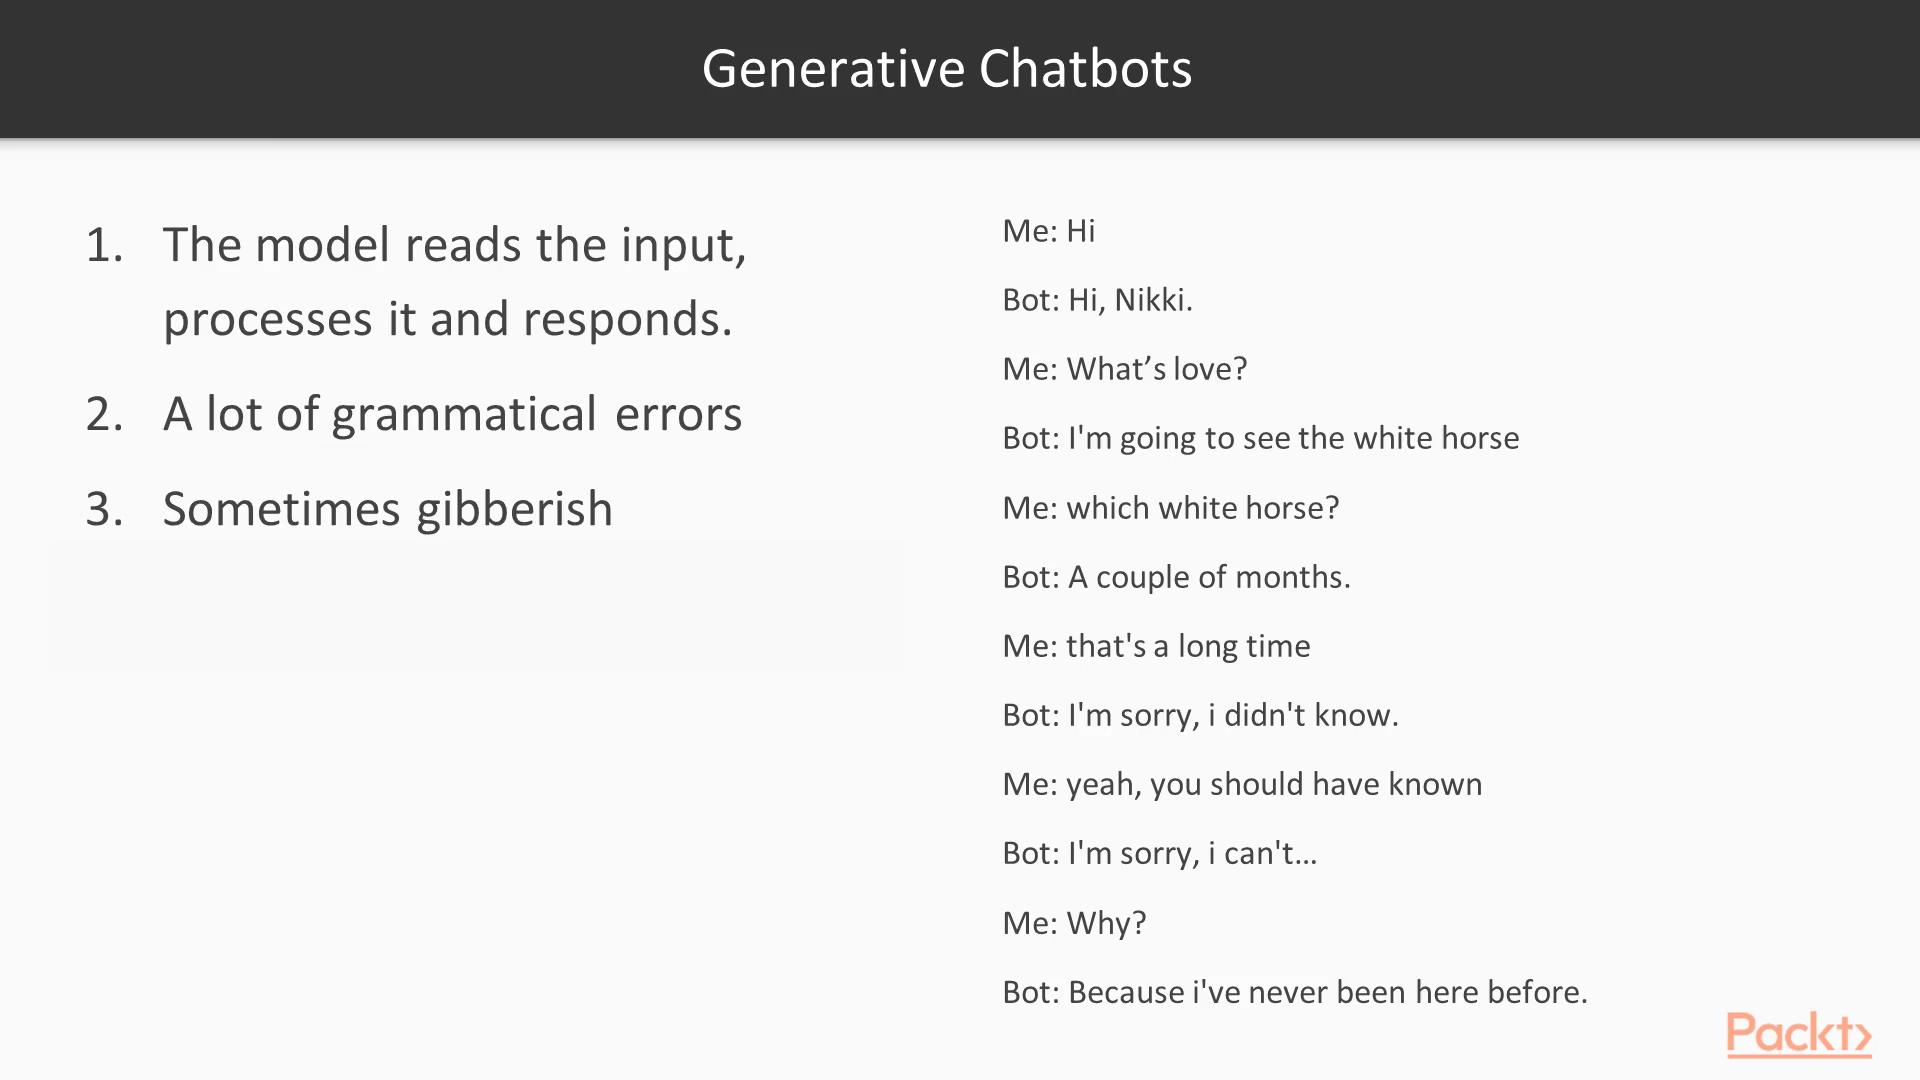 Generative Chatbots
1. The model reads the input,
processes it and responds.
2. A lot of grammatical errors
3. Sometimes gibberish
Me: Hi
Bot: Hi, Nikki.
Me: What’s love?
Bot: I'm going to see the white horse
Me: which white horse?
Bot: A couple of months.
Me: that's a long time
Bot: I'm sorry, i didn't know.
Me: yeah, you should have known
Bot: I'm sorry, i can't…
Me: Why?
Bot: Because i've never been here before.
Packt>